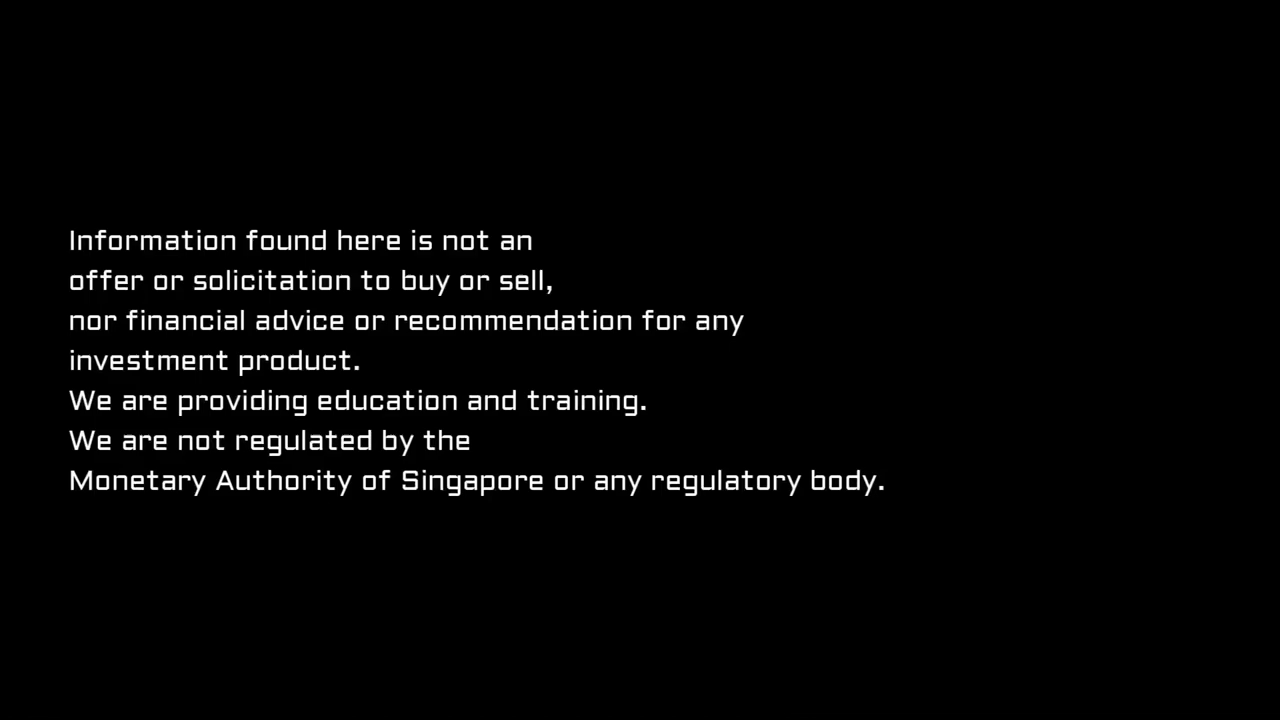 Information found here is not an
offer or solicitation to buy or sell,
nor financial advice or recommendation for any
investment product.
We are providing education and training.
We are not regulated by the
Monetary Authority of Singapore or any regulatory body.